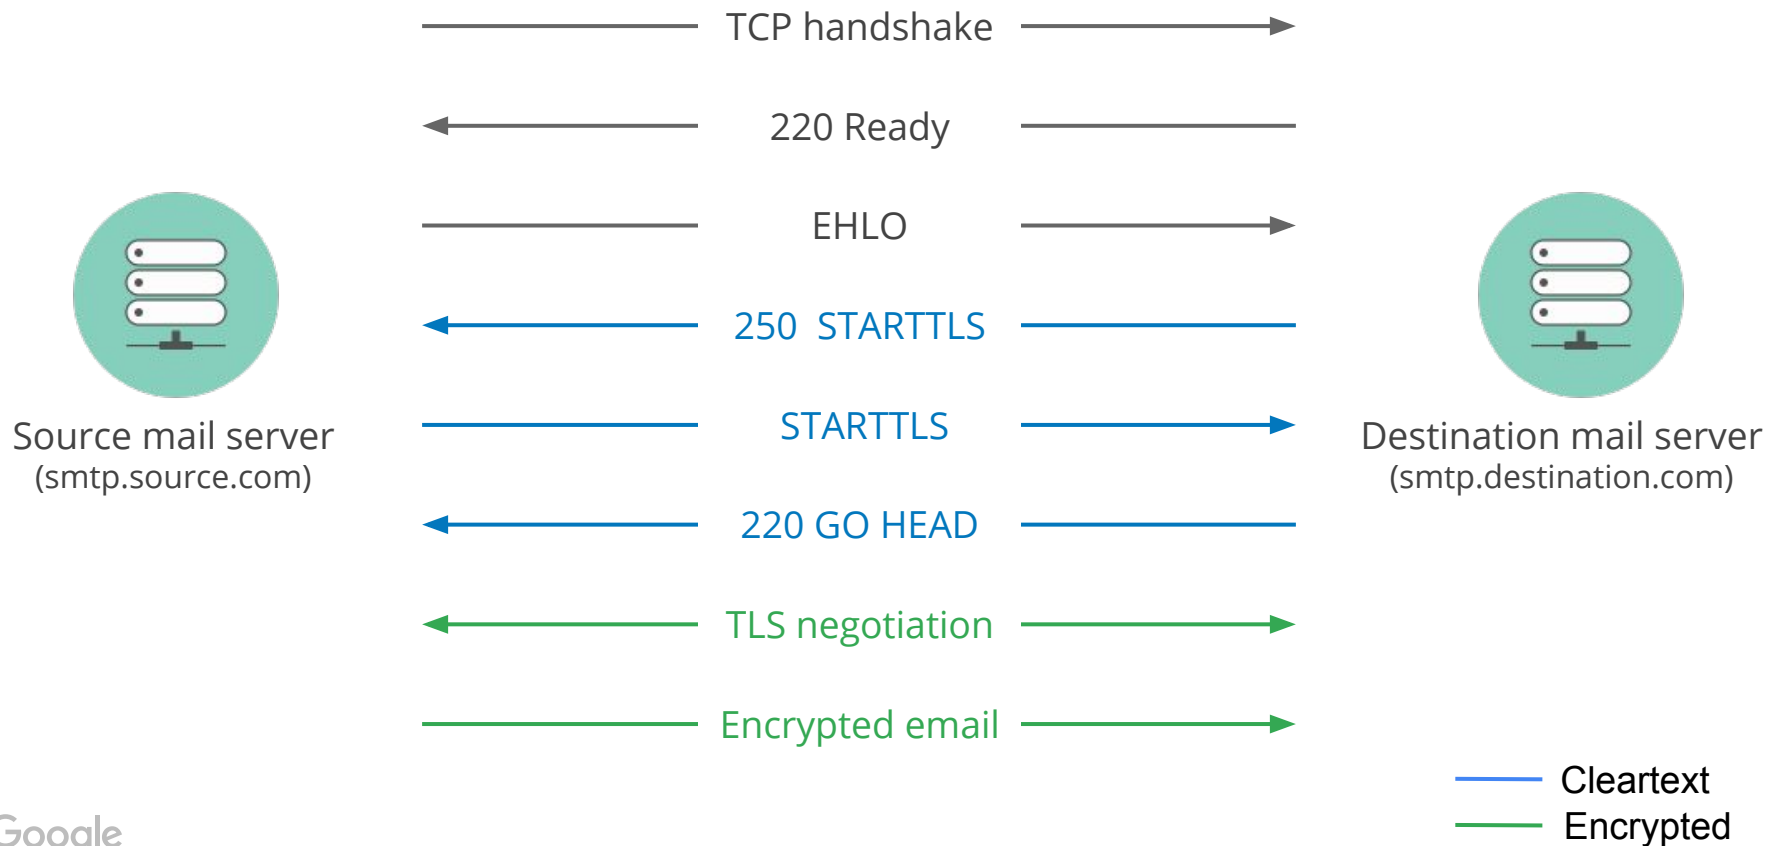 TCP handshake
220 Ready
EHLO
250 STARTTLS
STARTTLS
220 GO HEAD
TLS negotiation
Encrypted email
Source mail server
(smtp.source.com)
Destination mail server
(smtp.destination.com)
Cleartext
Encrypted
Google